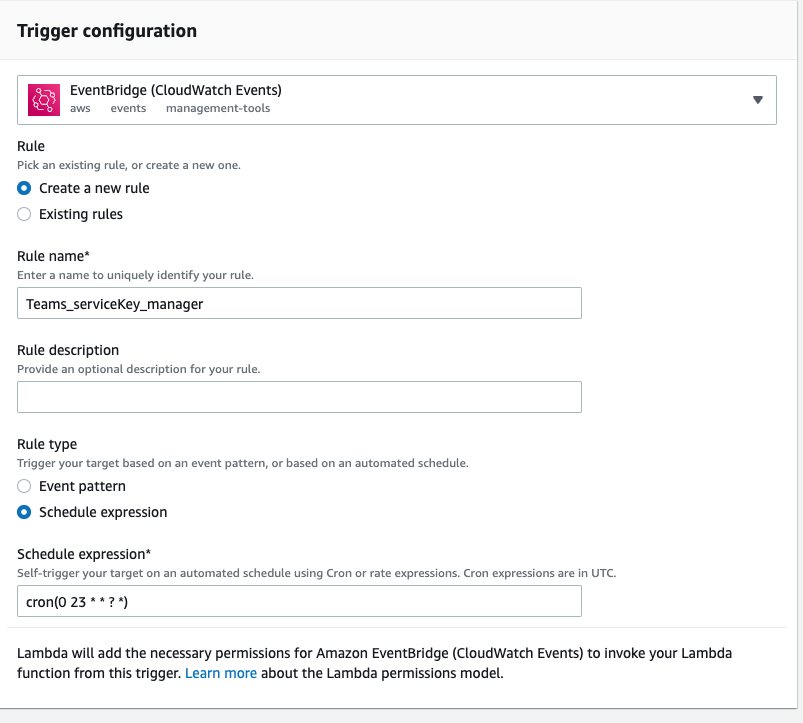 Trigger configuration
EventBridge (CloudWatch Events)
aws events management-tools
Rule
Pick an existing rule, or create a new one.
Create a new rule
Existing rules
Rule name*
Enter a name to uniquely identify your rule.
Teams_serviceKey_manager
Rule description
Provide an optional description for your rule.
Rule type
Trigger your target based on an event pattern, or based on an automated schedule.
Event pattern
Schedule expression
Schedule expression*
Self-trigger your target on an automated schedule using Cron or rate expressions. Cron expressions are in UTC.
cron(0 23 * * ? *)
Lambda will add the necessary permissions for Amazon EventBridge (CloudWatch Events) to invoke your Lambda
function from this trigger. Learn more about the Lambda permissions model.